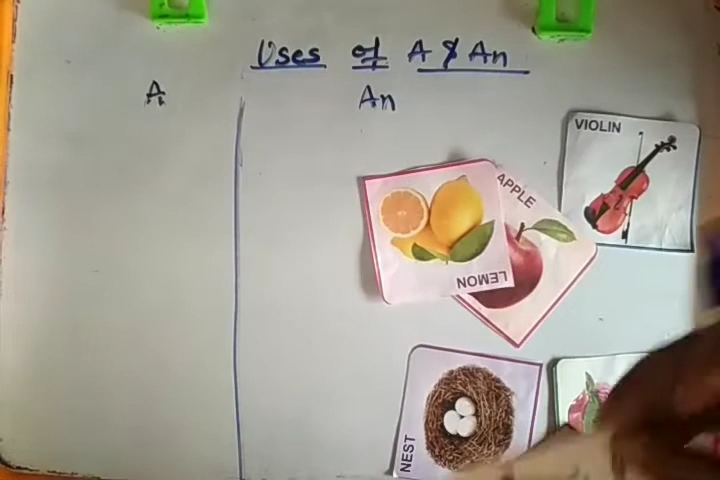 Uses of A & An
A
An
VIOLIN
APPLE
LEMON
NEST